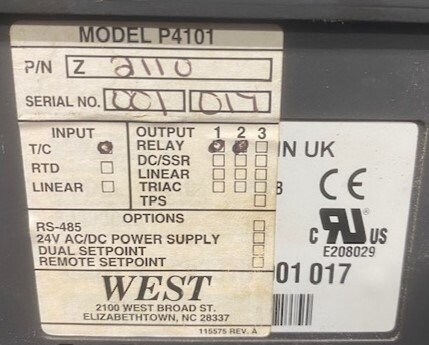 MODEL P4101
P/N Z 2110
SERIAL NO. 001 017
INPUT
T/C
RTD
LINEAR
OUTPUT 1 2 3
RELAY
DC/SSR
LINEAR
TRIAC
TPS
OPTIONS
RS-485
24V AC/DC POWER SUPPLY
DUAL SETPOINT
REMOTE SETPOINT
WEST
2100 WEST BROAD ST.
ELIZABETHTOWN, NC 28337
115575 REV. A
IN UK
8
CE
c RU US
E208029
01 017